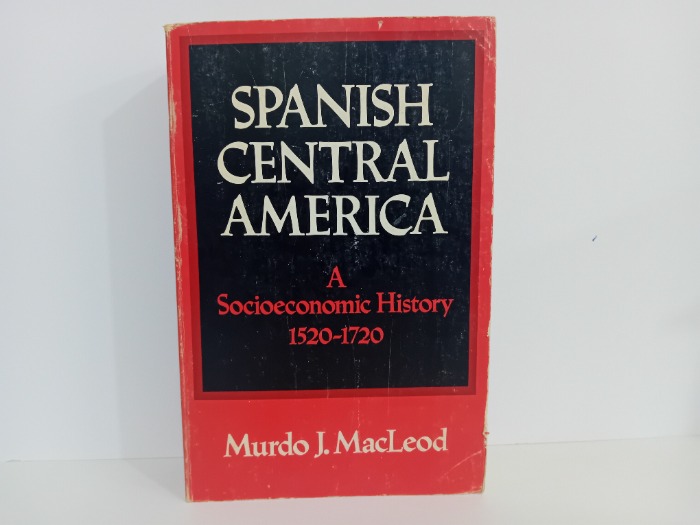 SPANISH
CENTRAL
AMERICA
A
Socioeconomic History
1520-1720
Murdo J. MacLeod